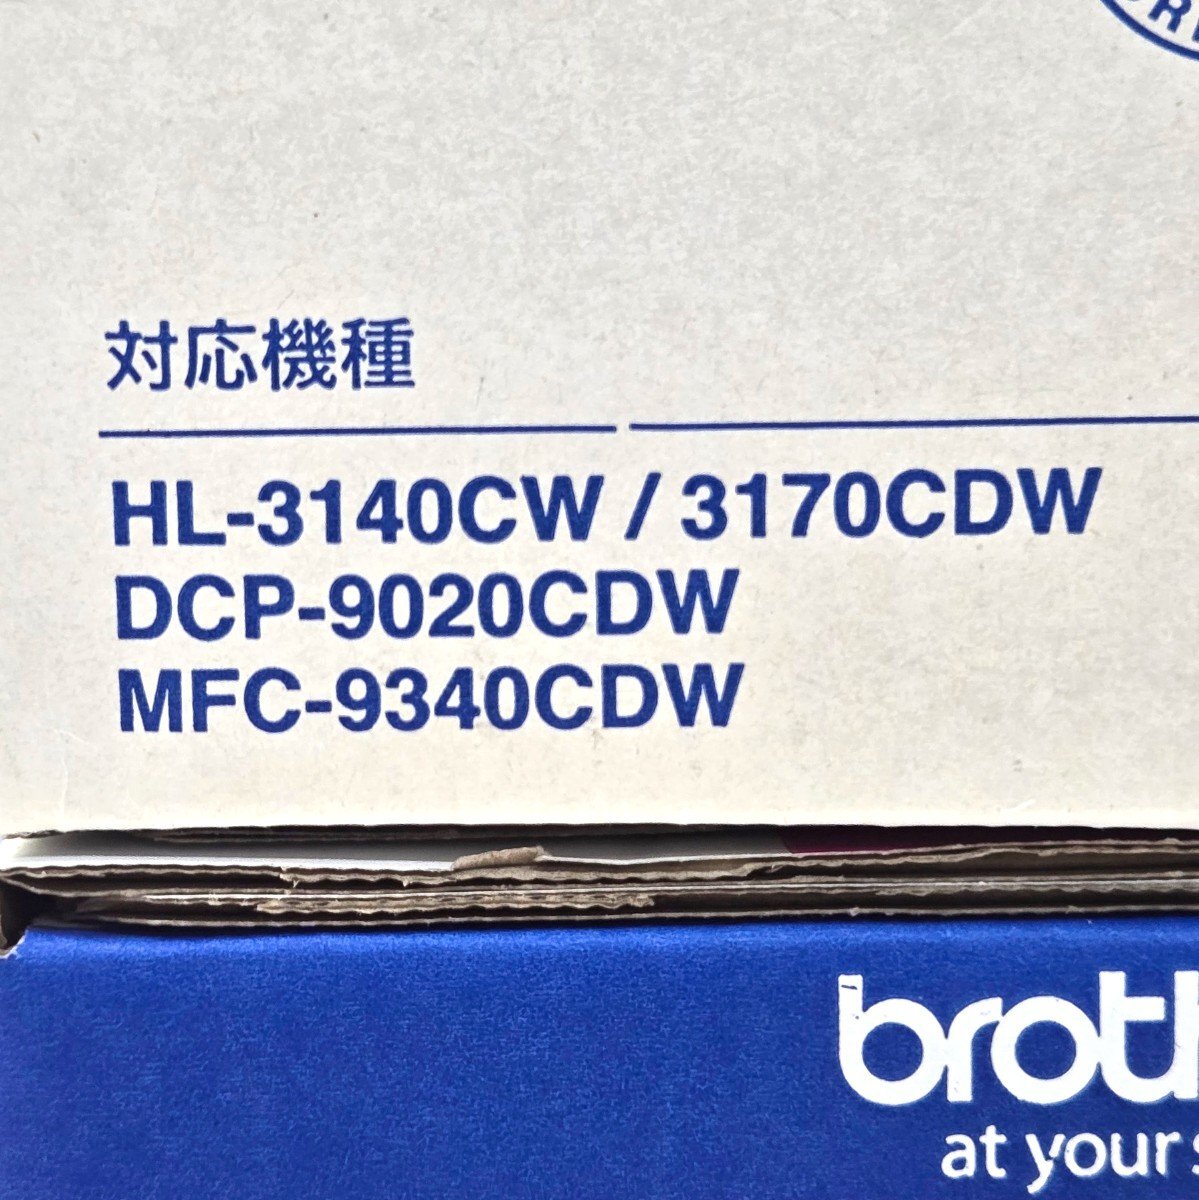 対応機種
HL-3140CW / 3170CDW
DCP-9020CDW
MFC-9340CDW
brot
at your